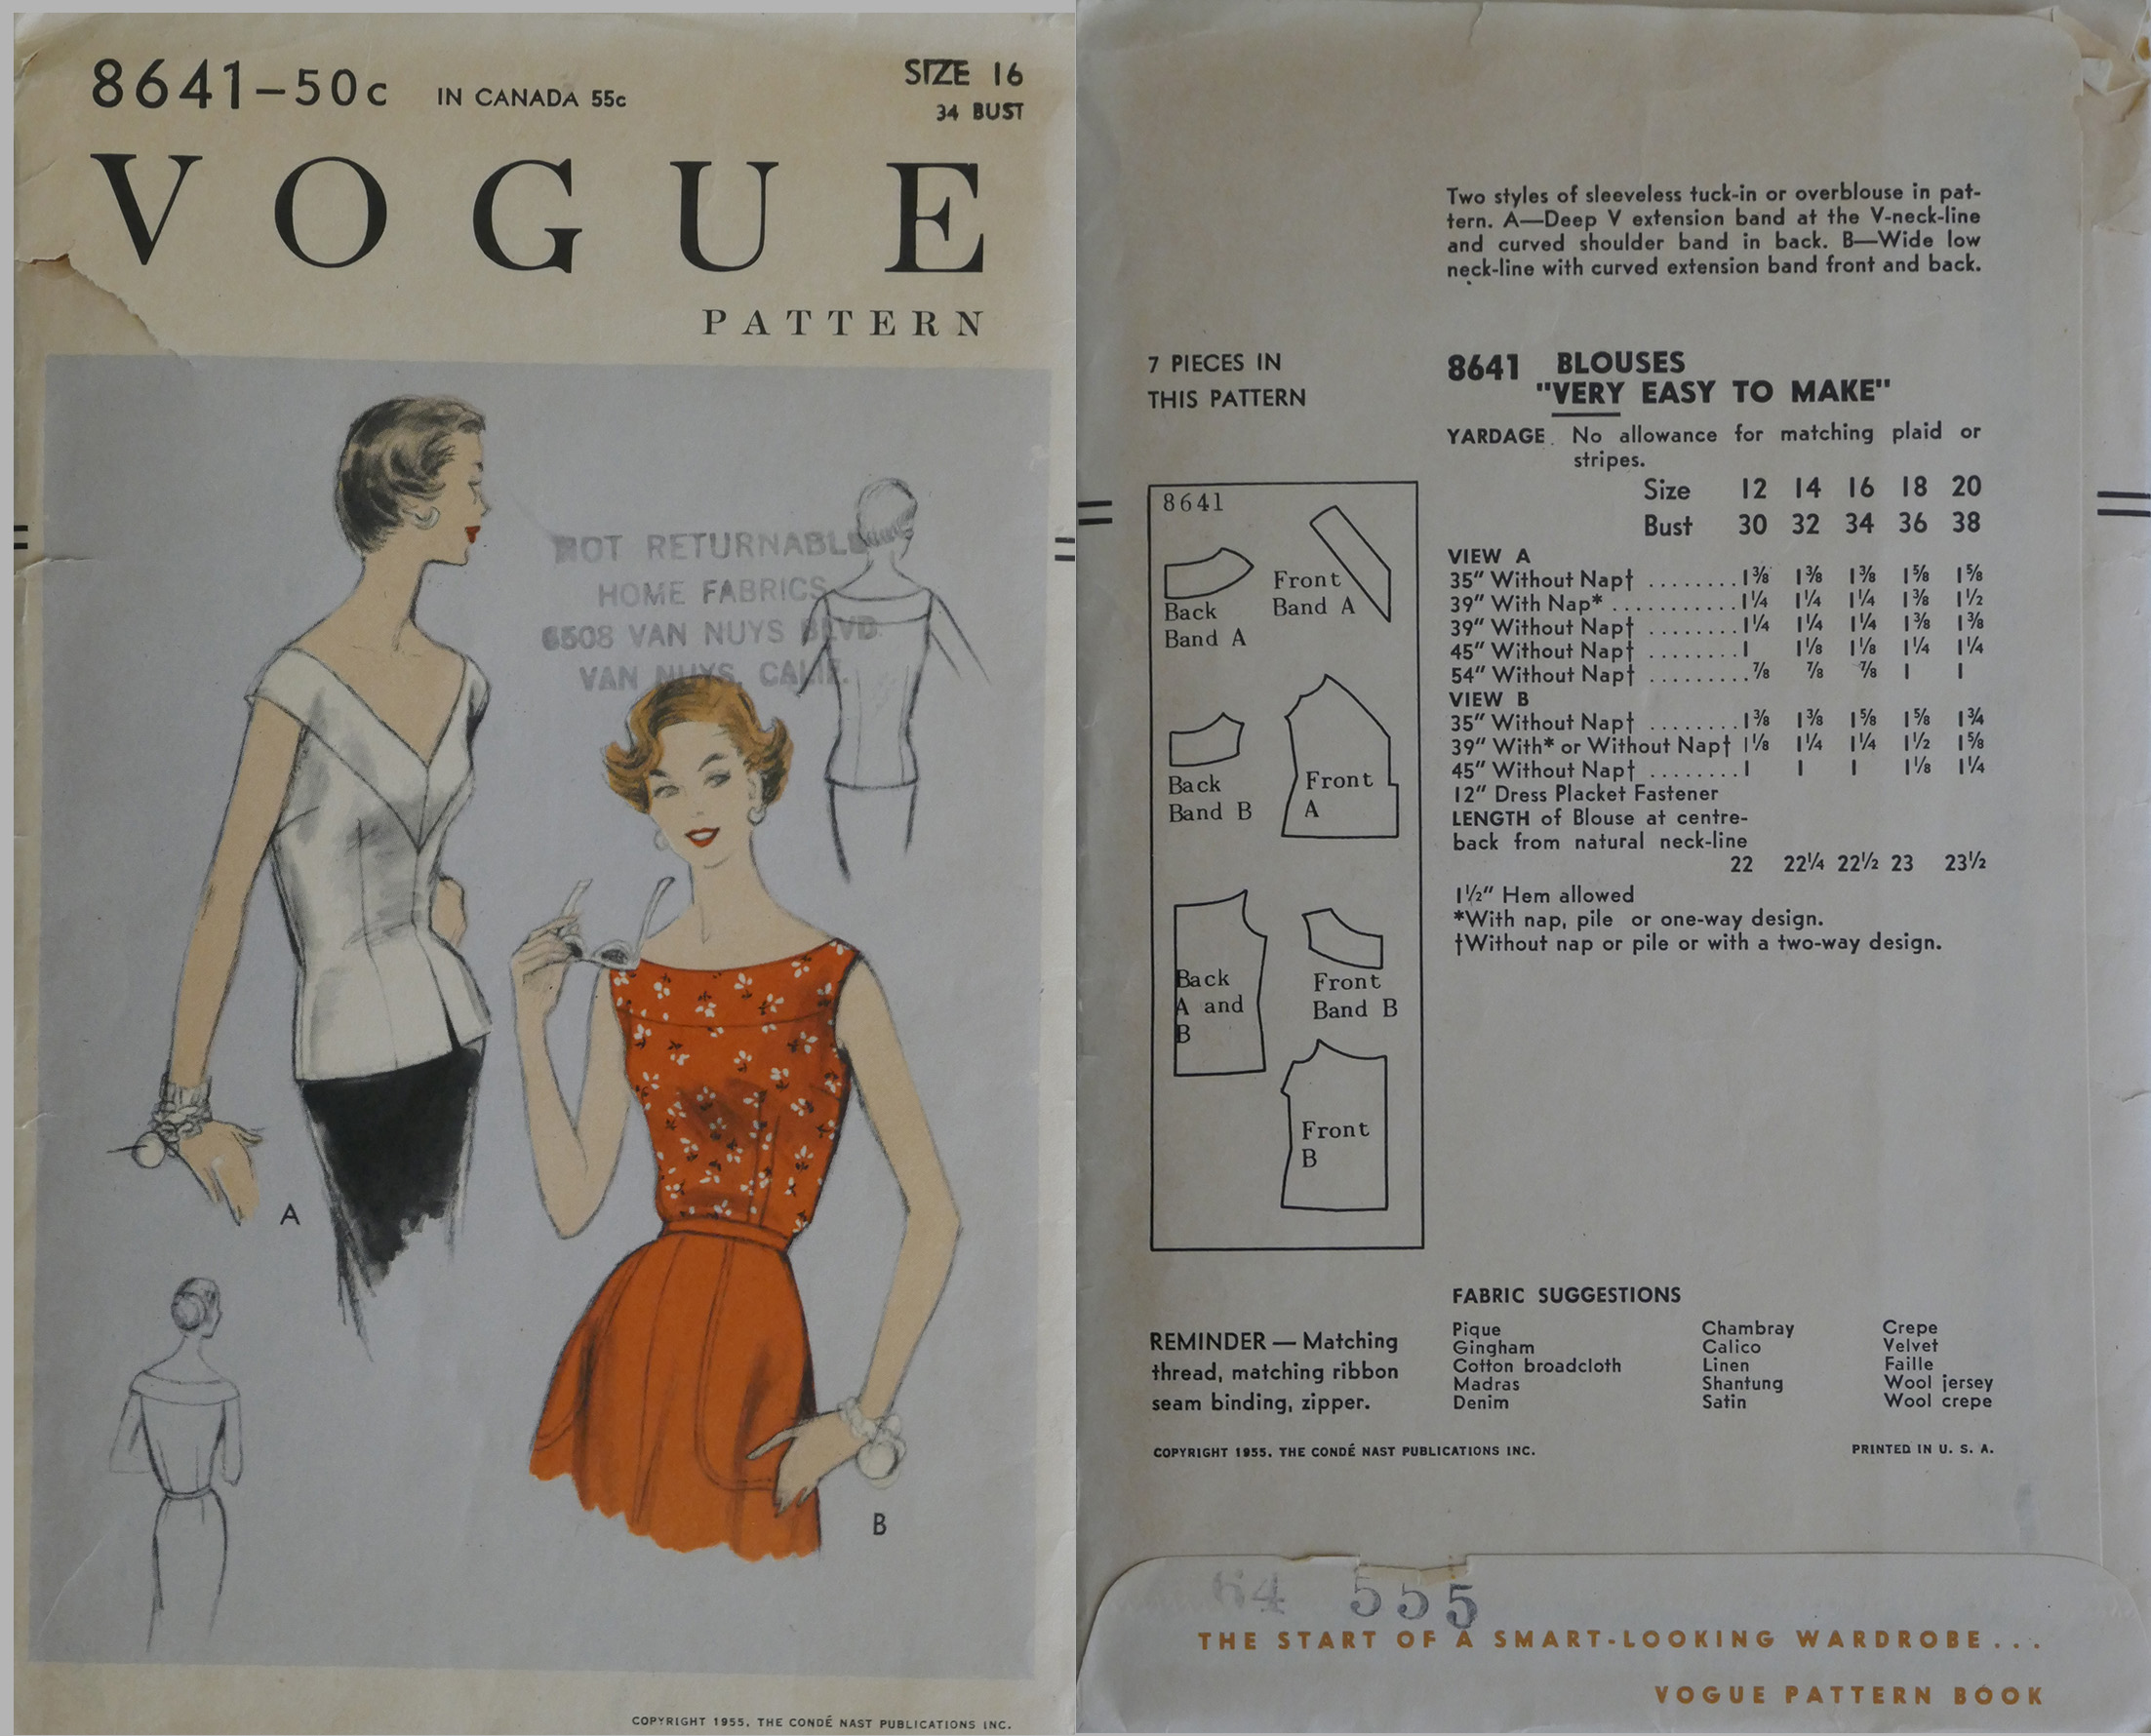 8641–50c IN CANADA 55c
SIZE 16
34 BUST
VOGUE
PATTERN
NOT RETURNABLE
HOME FABRICS
6508 VAN NUYS BLVD.
VAN NUYS, CALIF.
A
B
COPYRIGHT 1955, THE CONDÉ NAST PUBLICATIONS INC.
Two styles of sleeveless tuck-in or overblouse in pat-
tern. A—Deep V extension band at the V-neck-line
and curved shoulder band in back. B—Wide low
neck-line with curved extension band front and back.
7 PIECES IN
THIS PATTERN
8641
Back
Band A
Front
Band A
Back
Band B
Front
A
Back
A and
B
Front
Band B
Front
B
8641 BLOUSES
"VERY EASY TO MAKE"
YARDAGE No allowance for matching plaid or
stripes.
Size 12 14 16 18 20
Bust 30 32 34 36 38
VIEW A
35" Without Nap† ........1⅜ 1⅜ 1⅜ 1⅝ 1⅝
39" With Nap* ...........1¼ 1¼ 1¼ 1⅜ 1½
39" Without Nap† ........1¼ 1¼ 1¼ 1⅜ 1⅜
45" Without Nap† ........1 1⅛ 1⅛ 1¼ 1¼
54" Without Nap† .........⅞ ⅞ ⅞ 1 1
VIEW B
35" Without Nap† ........1⅜ 1⅜ 1⅝ 1⅝ 1¾
39" With* or Without Nap† 1⅛ 1¼ 1¼ 1½ 1⅝
45" Without Nap† ........1 1 1 1⅛ 1¼
12" Dress Placket Fastener
LENGTH of Blouse at centre-
back from natural neck-line
22 22¼ 22½ 23 23½
1½" Hem allowed
*With nap, pile or one-way design.
†Without nap or pile or with a two-way design.
REMINDER — Matching
thread, matching ribbon
seam binding, zipper.
FABRIC SUGGESTIONS
Pique Chambray Crepe
Gingham Calico Velvet
Cotton broadcloth Linen Faille
Madras Shantung Wool jersey
Denim Satin Wool crepe
COPYRIGHT 1955, THE CONDÉ NAST PUBLICATIONS INC.
PRINTED IN U. S. A.
64 555
THE START OF A SMART-LOOKING WARDROBE...
VOGUE PATTERN BOOK